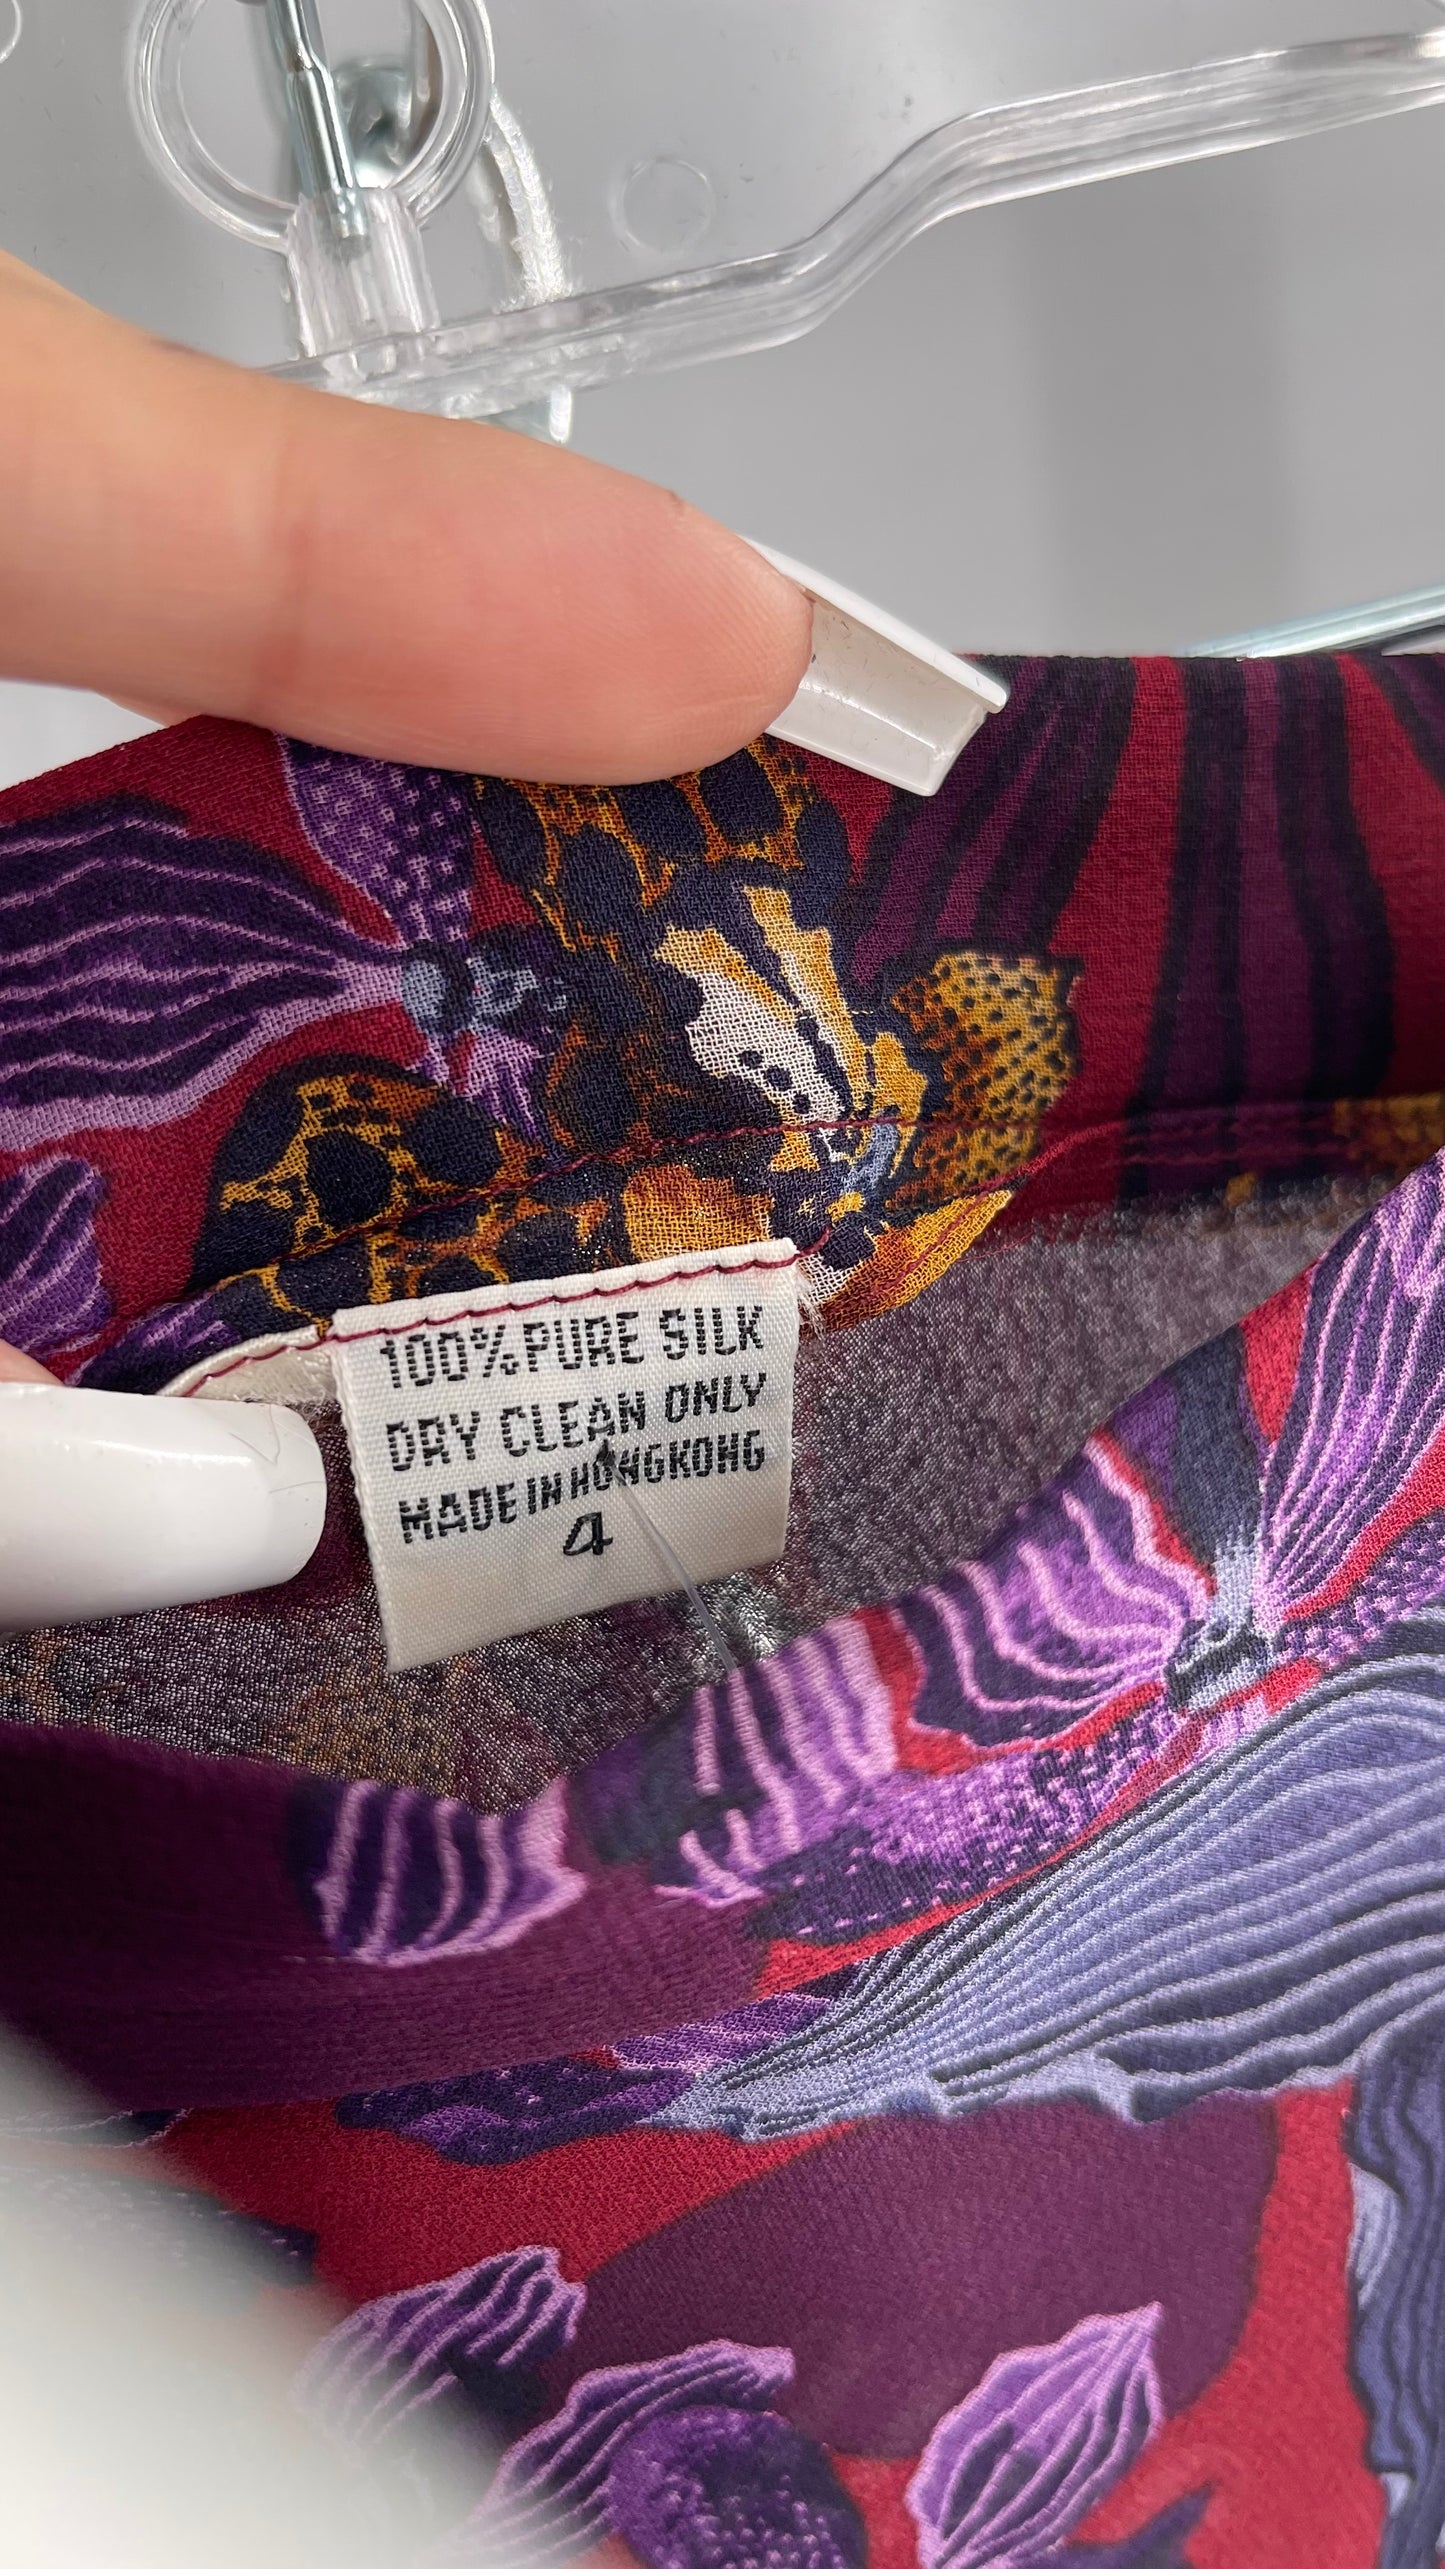 100% PURE SILK
DRY CLEAN ONLY
MADE IN HONGKONG
4